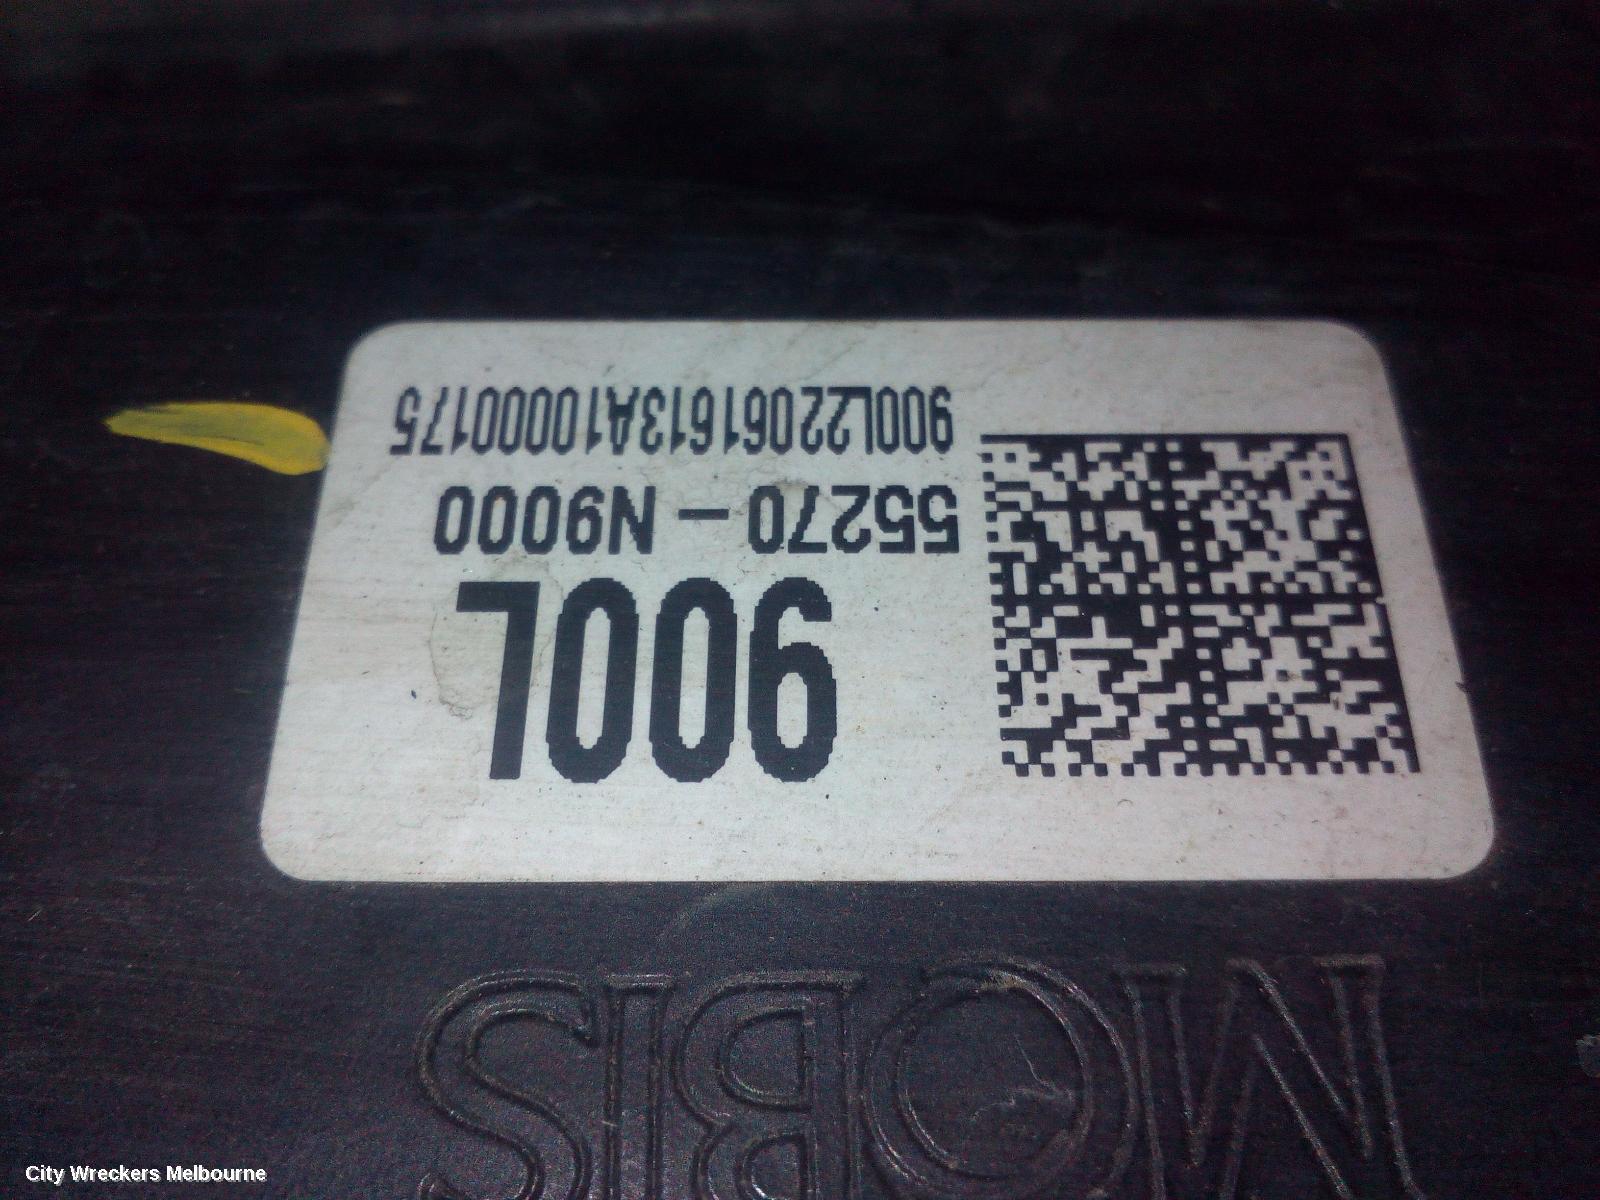 MOBIS
900L
55270 - N9000
900L22061613A10000175
City Wreckers Melbourne